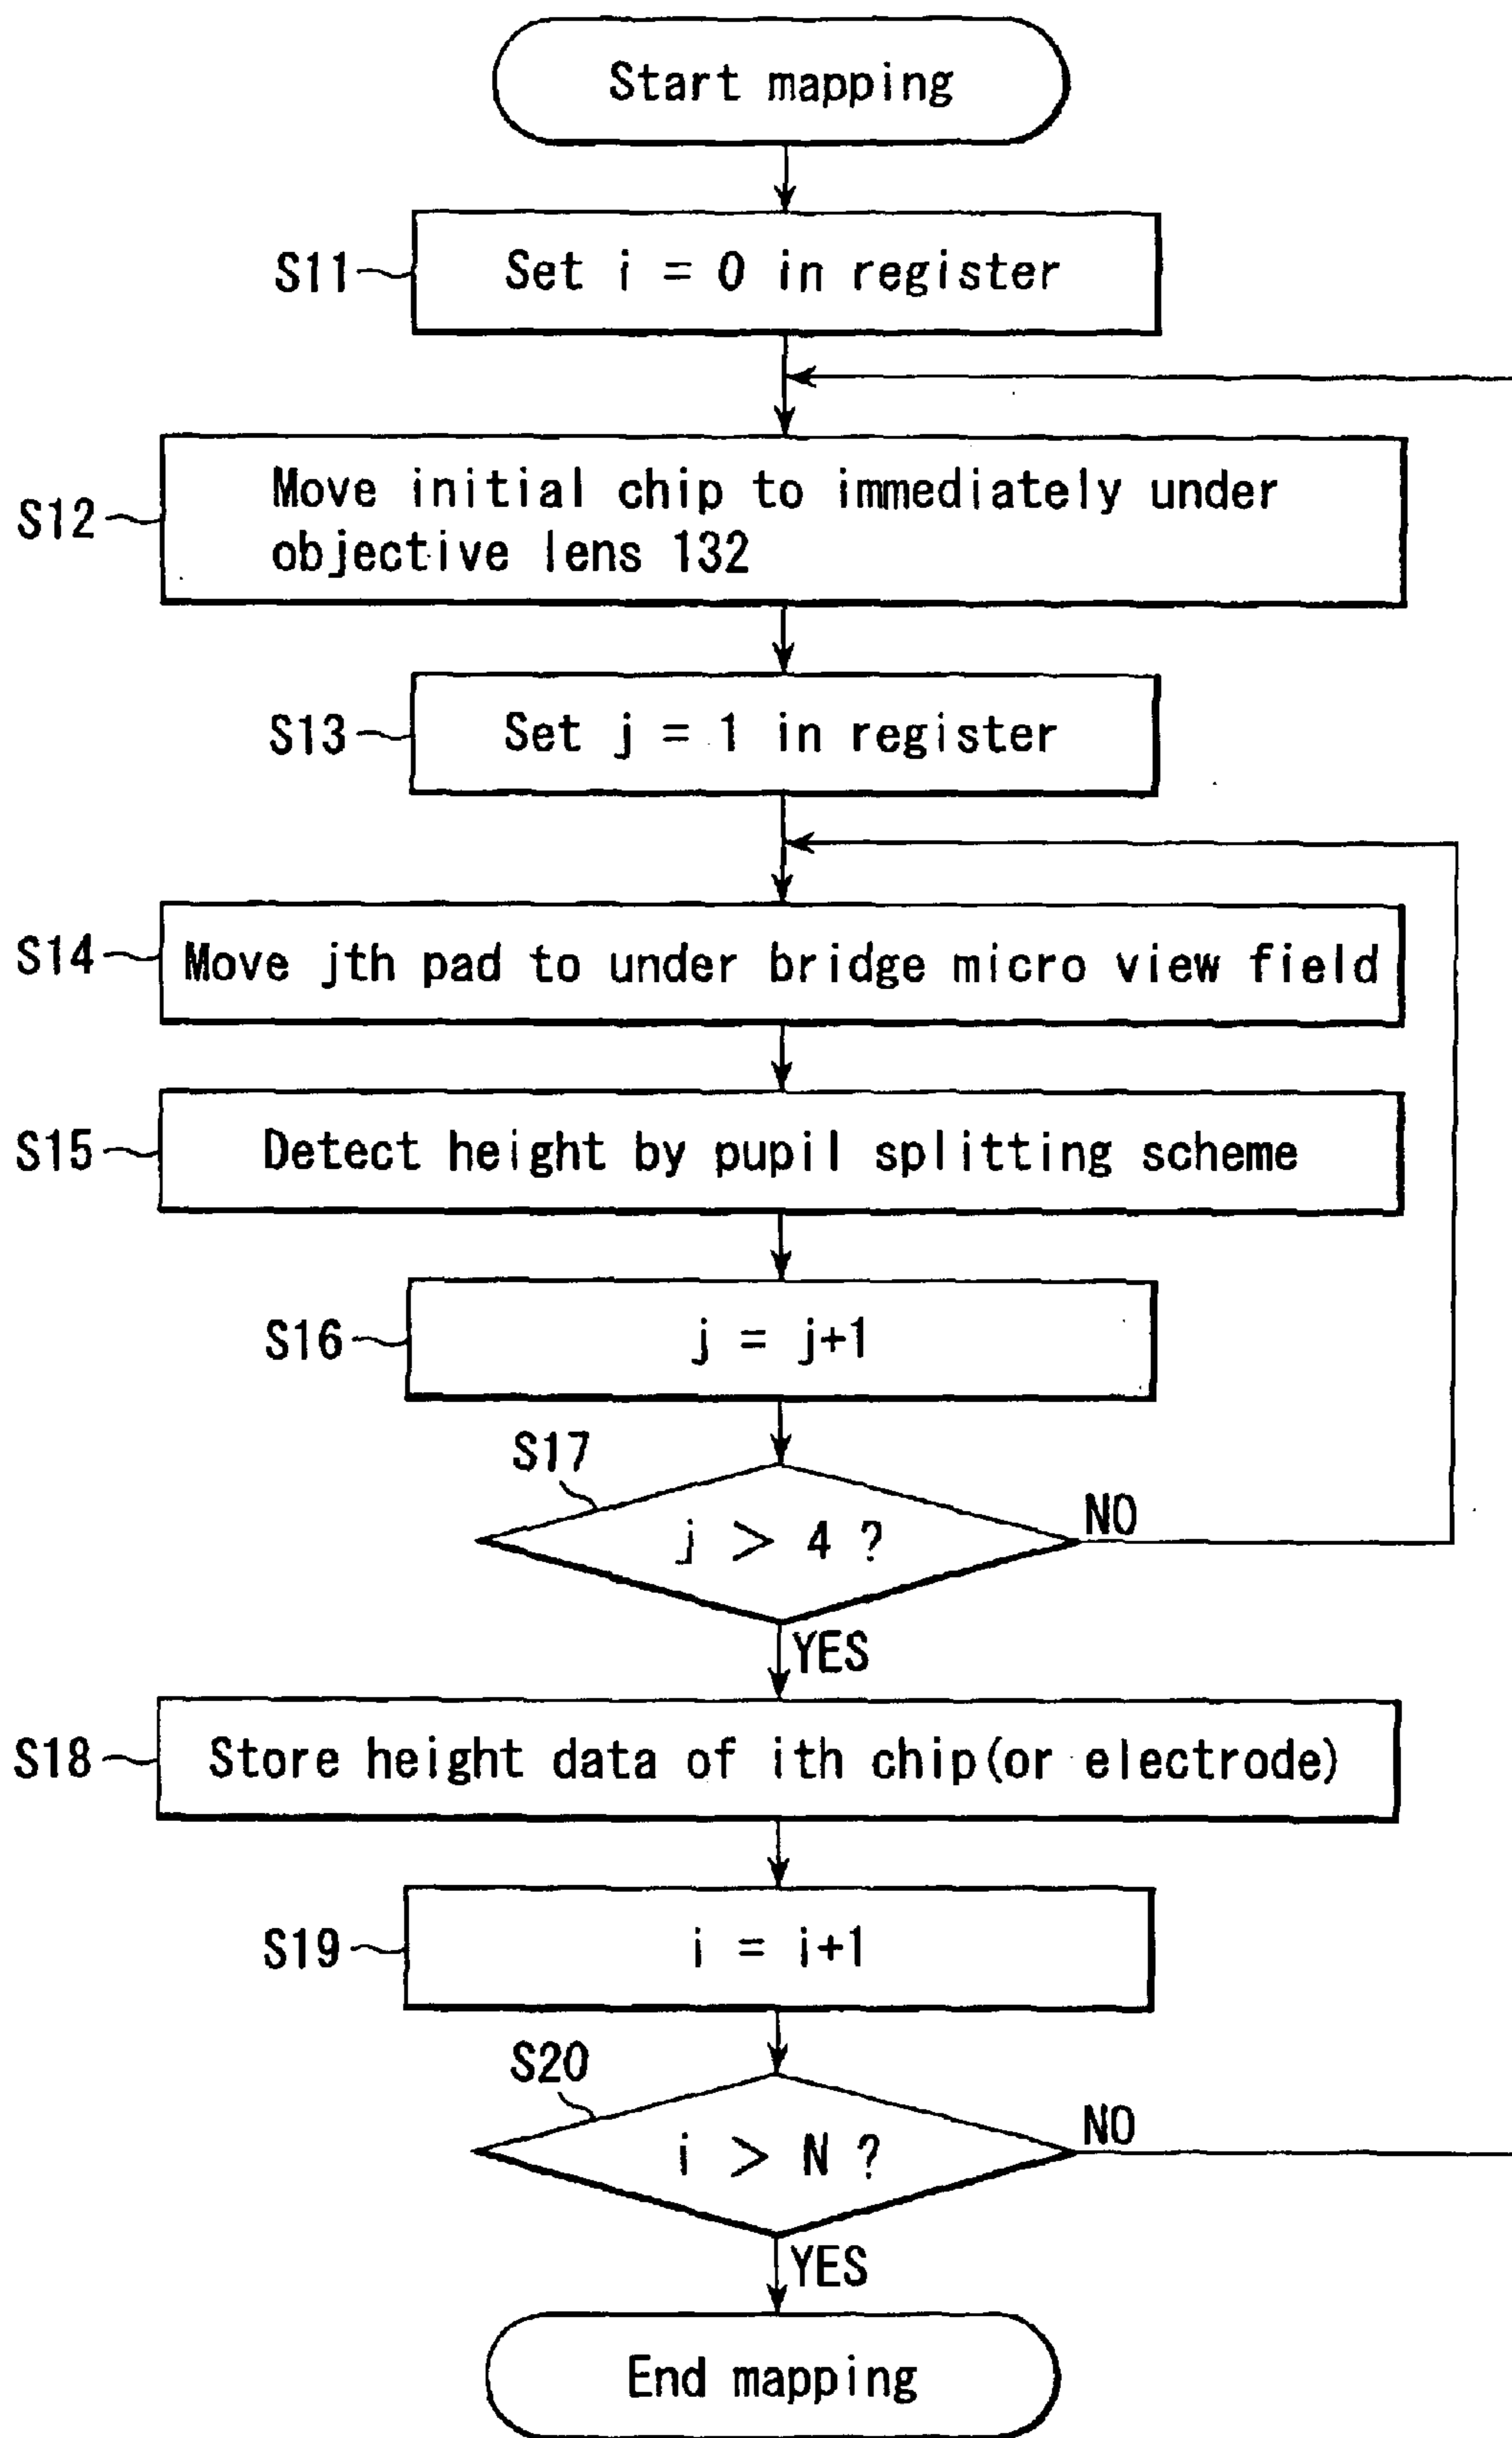 Start mapping
S11
Set i = 0 in register
S12
Move initial chip to immediately under
objective lens 132
S13
Set j = 1 in register
S14
Move jth pad to under bridge micro view field
S15
Detect height by pupil splitting scheme
S16
j = j+1
S17
j > 4 ?
NO
YES
S18
Store height data of ith chip(or electrode)
S19
i = i+1
S20
i > N ?
NO
YES
End mapping